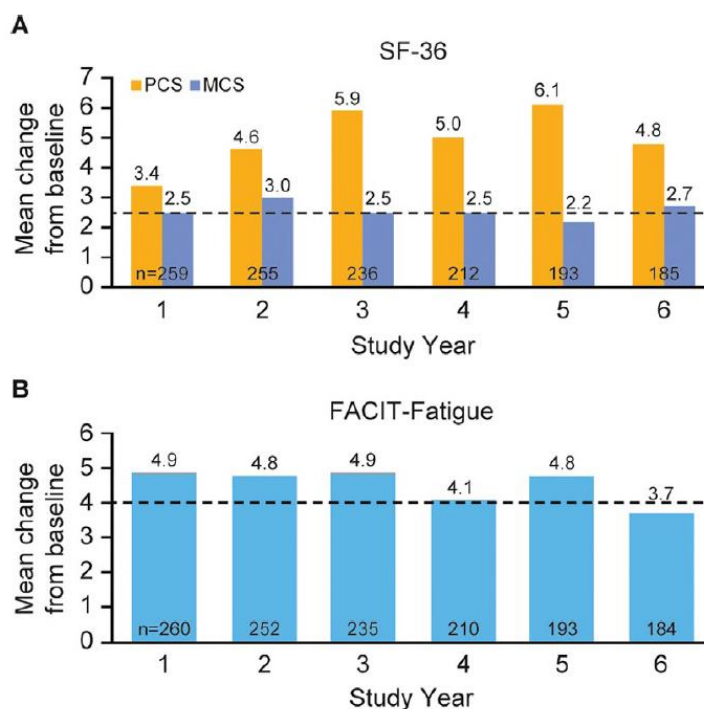 A
SF-36
PCS MCS
Mean change
from baseline
7
6
5
4
3
2
1
0
3.4 2.5 4.6 3.0 5.9 2.5 5.0 2.5 6.1 2.2 4.8 2.7
n=259 255 236 212 193 185
1 2 3 4 5 6
Study Year
B
FACIT-Fatigue
Mean change
from baseline
6
5
4
3
2
1
0
4.9 4.8 4.9 4.1 4.8 3.7
n=260 252 235 210 193 184
1 2 3 4 5 6
Study Year